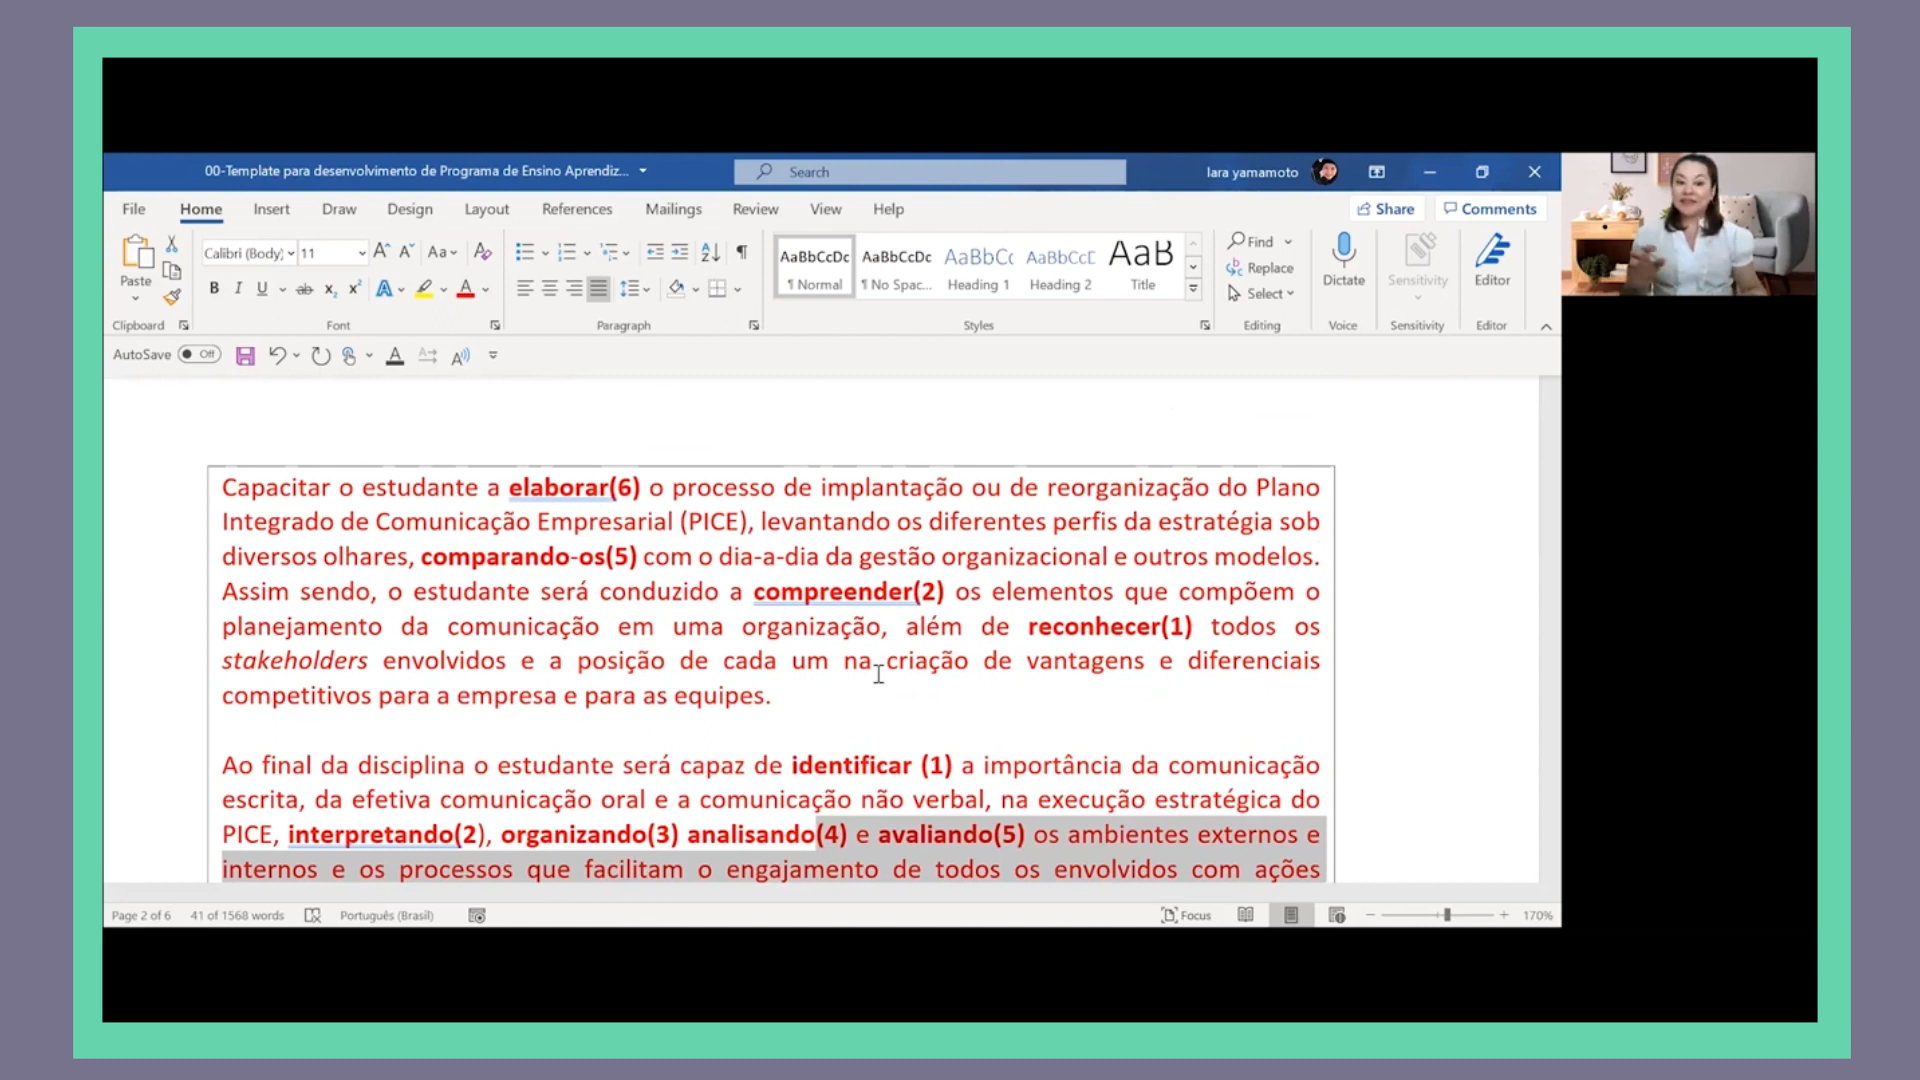 00-Template para desenvolvimento de Programa de Ensino Aprendiz...
Search
Iara yamamoto
File Home Insert Draw Design Layout References Mailings Review View Help
Share Comments
Paste
Calibri (Body) 11
Aa
AaBbCcDc AaBbCcDc AaBbCc AaBbCcC AaB
¶ Normal ¶ No Spac... Heading 1 Heading 2 Title
Find
Replace
Select
Dictate Sensitivity Editor
Clipboard Font Paragraph Styles Editing Voice Sensitivity Editor
AutoSave Off
Capacitar o estudante a elaborar(6) o processo de implantação ou de reorganização do Plano
Integrado de Comunicação Empresarial (PICE), levantando os diferentes perfis da estratégia sob
diversos olhares, comparando-os(5) com o dia-a-dia da gestão organizacional e outros modelos.
Assim sendo, o estudante será conduzido a compreender(2) os elementos que compõem o
planejamento da comunicação em uma organização, além de reconhecer(1) todos os
stakeholders envolvidos e a posição de cada um na criação de vantagens e diferenciais
competitivos para a empresa e para as equipes.
Ao final da disciplina o estudante será capaz de identificar (1) a importância da comunicação
escrita, da efetiva comunicação oral e a comunicação não verbal, na execução estratégica do
PICE, interpretando(2), organizando(3) analisando(4) e avaliando(5) os ambientes externos e
internos e os processos que facilitam o engajamento de todos os envolvidos com ações
Page 2 of 6 41 of 1568 words Português (Brasil) Focus 170%